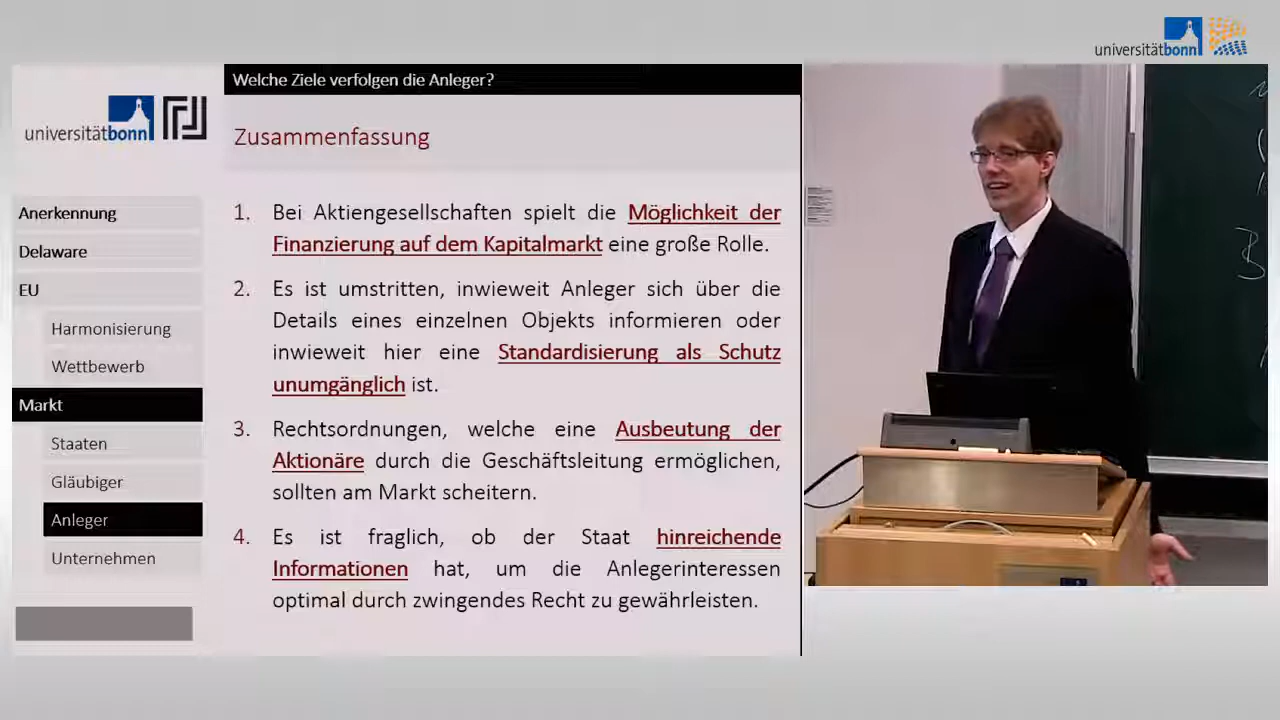 universitätbonn
Welche Ziele verfolgen die Anleger?
universitätbonn
Zusammenfassung
Anerkennung
Delaware
EU
Harmonisierung
Wettbewerb
Markt
Staaten
Gläubiger
Anleger
Unternehmen
1. Bei Aktiengesellschaften spielt die Möglichkeit der
Finanzierung auf dem Kapitalmarkt eine große Rolle.
2. Es ist umstritten, inwieweit Anleger sich über die
Details eines einzelnen Objekts informieren oder
inwieweit hier eine Standardisierung als Schutz
unumgänglich ist.
3. Rechtsordnungen, welche eine Ausbeutung der
Aktionäre durch die Geschäftsleitung ermöglichen,
sollten am Markt scheitern.
4. Es ist fraglich, ob der Staat hinreichende
Informationen hat, um die Anlegerinteressen
optimal durch zwingendes Recht zu gewährleisten.